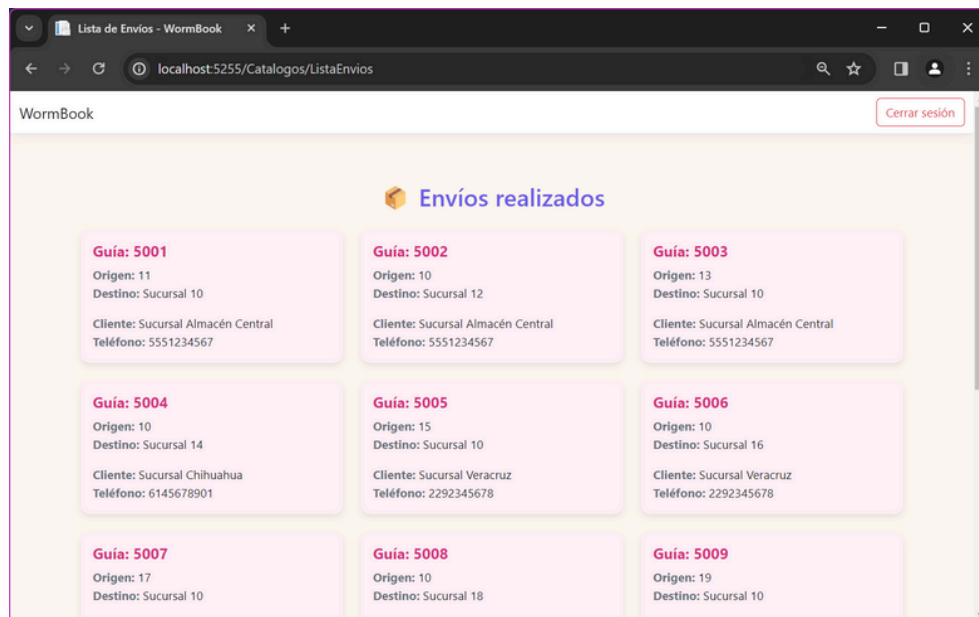 Lista de Envíos - WormBook
localhost:5255/Catalogos/ListaEnvios
WormBook
Cerrar sesión
Envíos realizados
Guía: 5001
Origen: 11
Destino: Sucursal 10
Cliente: Sucursal Almacén Central
Teléfono: 5551234567
Guía: 5002
Origen: 10
Destino: Sucursal 12
Cliente: Sucursal Almacén Central
Teléfono: 5551234567
Guía: 5003
Origen: 13
Destino: Sucursal 10
Cliente: Sucursal Almacén Central
Teléfono: 5551234567
Guía: 5004
Origen: 10
Destino: Sucursal 14
Cliente: Sucursal Chihuahua
Teléfono: 6145678901
Guía: 5005
Origen: 15
Destino: Sucursal 10
Cliente: Sucursal Veracruz
Teléfono: 2292345678
Guía: 5006
Origen: 10
Destino: Sucursal 16
Cliente: Sucursal Veracruz
Teléfono: 2292345678
Guía: 5007
Origen: 17
Destino: Sucursal 10
Guía: 5008
Origen: 10
Destino: Sucursal 18
Guía: 5009
Origen: 19
Destino: Sucursal 10